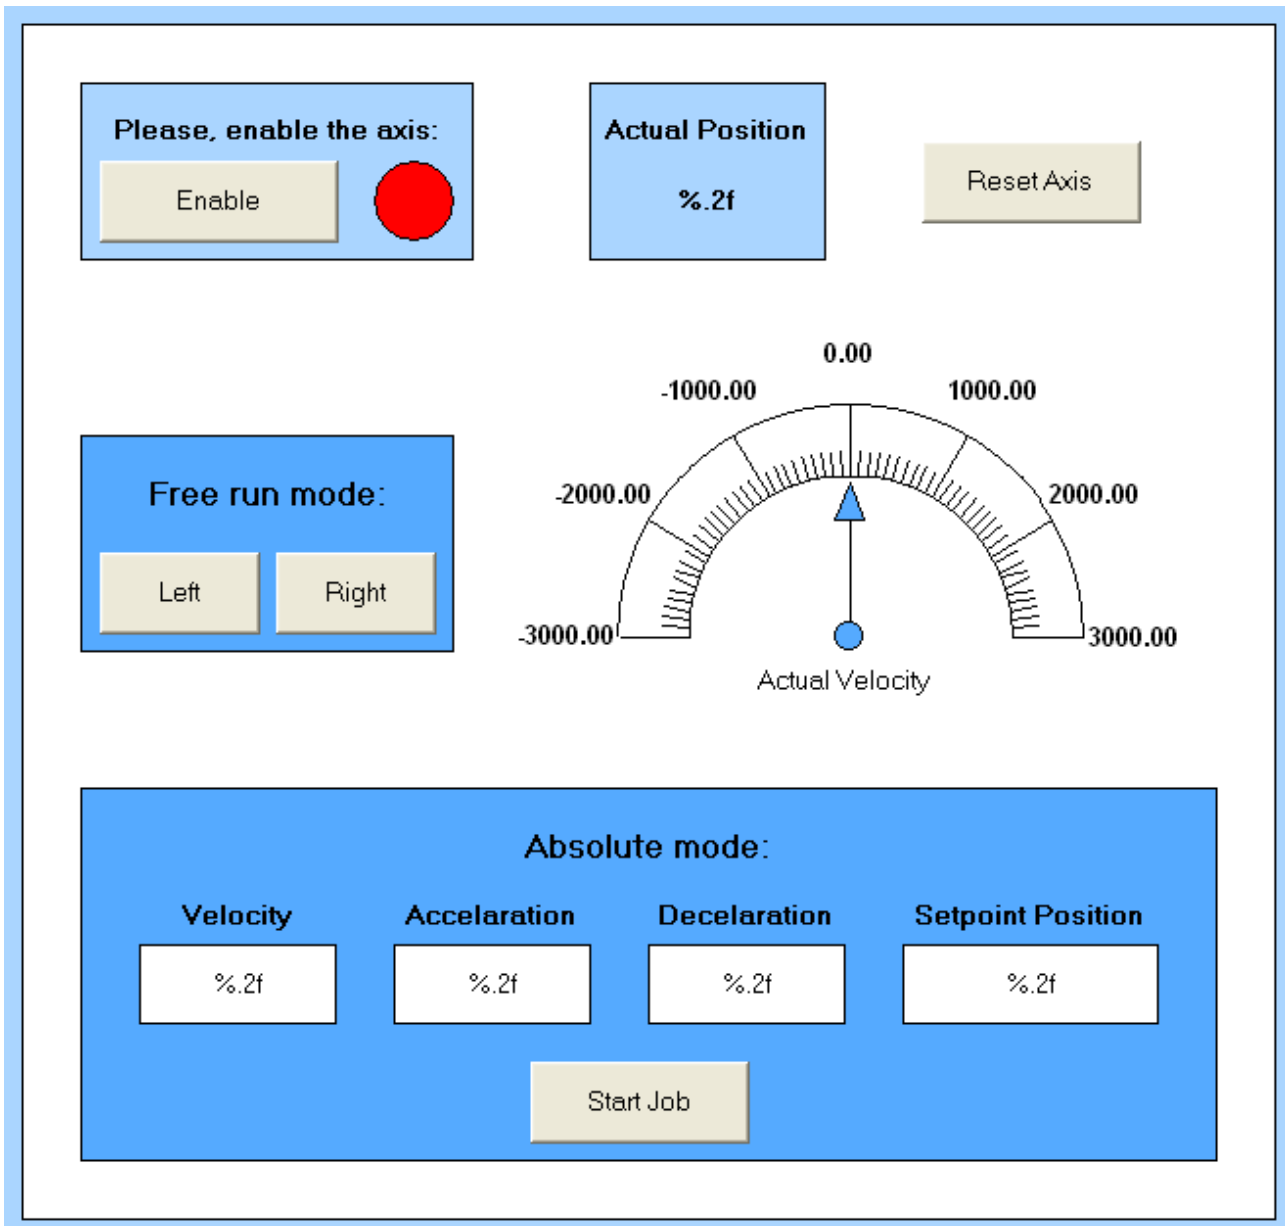 Please, enable the axis:
Enable
Actual Position
%.2f
Reset Axis
0.00
-1000.00
1000.00
-2000.00
2000.00
-3000.00
3000.00
Actual Velocity
Free run mode:
Left
Right
Absolute mode:
Velocity
Accelaration
Decelaration
Setpoint Position
%.2f
%.2f
%.2f
%.2f
Start Job